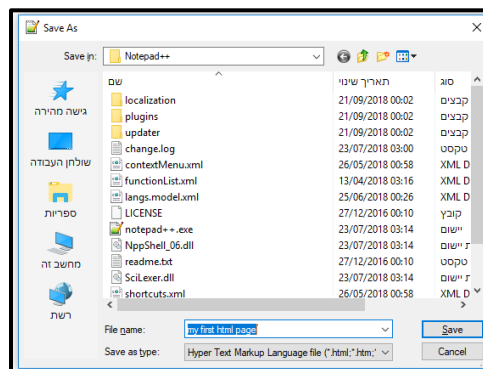 Save As
Save in: Notepad++
שם תאריך שינוי סוג
localization 21/09/2018 00:02 קבצים
plugins 21/09/2018 00:02 קבצים
updater 21/09/2018 00:02 קבצים
change.log 23/07/2018 03:00 טקסט
contextMenu.xml 26/05/2018 00:58 XML D
functionList.xml 13/04/2018 03:16 XML D
langs.model.xml 25/06/2018 00:26 XML D
LICENSE 27/12/2016 00:10 קובץ
notepad++.exe 23/07/2018 03:14 יישום
NppShell_06.dll 23/07/2018 03:14 ת יישום
readme.txt 27/12/2016 00:10 טקסט
SciLexer.dll 23/07/2018 03:14 ת יישום
shortcuts.xml 26/05/2018 00:58 XML D
גישה מהירה
שולחן העבודה
ספריות
מחשב זה
רשת
File name: my first html page Save
Save as type: Hyper Text Markup Language file (*.html;*.htm;* Cancel